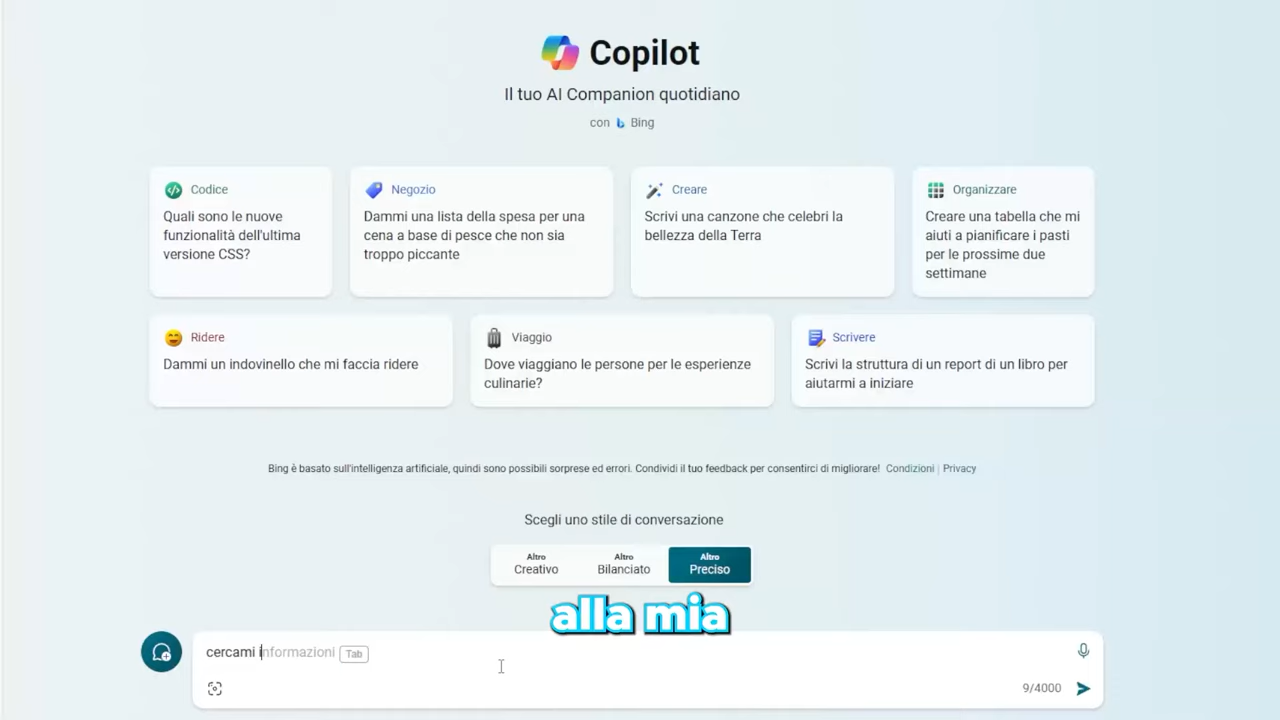 Copilot
Il tuo AI Companion quotidiano
con Bing
Codice
Quali sono le nuove
funzionalità dell'ultima
versione CSS?
Negozio
Dammi una lista della spesa per una
cena a base di pesce che non sia
troppo piccante
Creare
Scrivi una canzone che celebri la
bellezza della Terra
Organizzare
Creare una tabella che mi
aiuti a pianificare i pasti
per le prossime due
settimane
Ridere
Dammi un indovinello che mi faccia ridere
Viaggio
Dove viaggiano le persone per le esperienze
culinarie?
Scrivere
Scrivi la struttura di un report di un libro per
aiutarmi a iniziare
Bing è basato sull'intelligenza artificiale, quindi sono possibili sorprese ed errori. Condividi il tuo feedback per consentirci di migliorare! Condizioni | Privacy
Scegli uno stile di conversazione
Altro
Creativo
Altro
Bilanciato
Altro
Preciso
alla mia
cercami informazioni Tab
9/4000